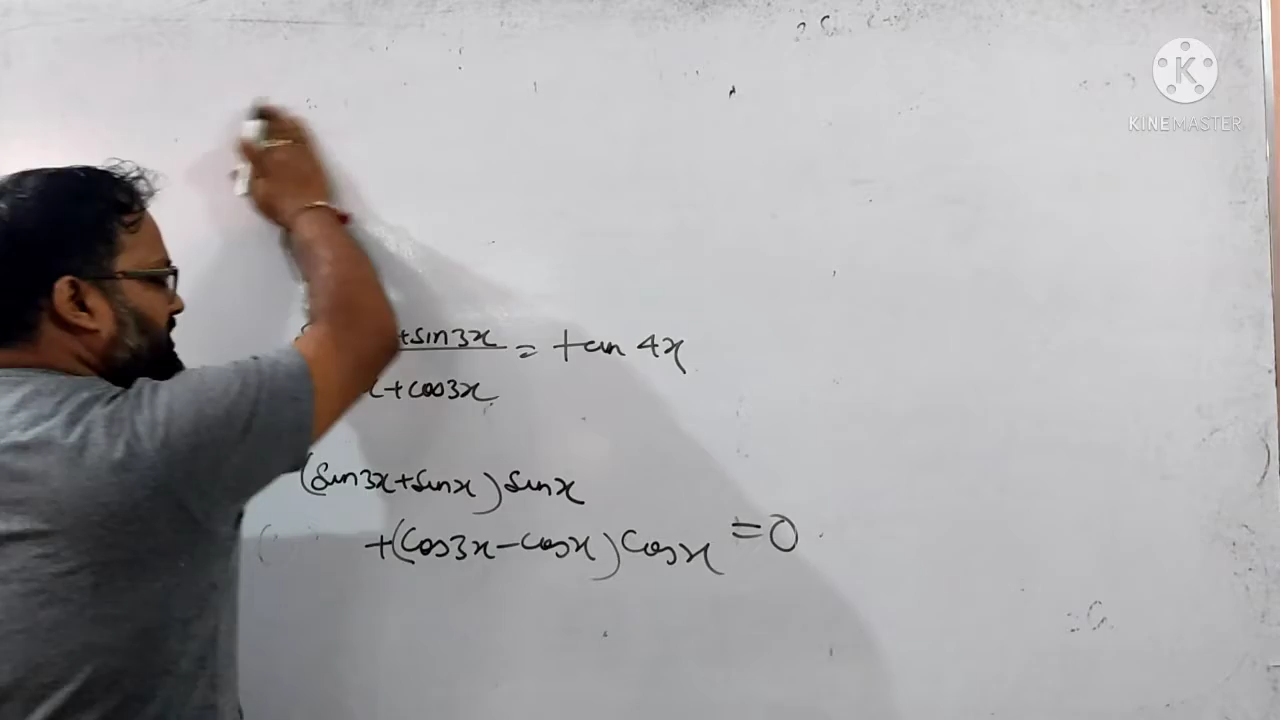 KINEMASTER
+sin3x = tan 4x
x+cos3x
(Sin3x+Sinx)Sinx
+(Cos3x-Cosx)Cosx =0